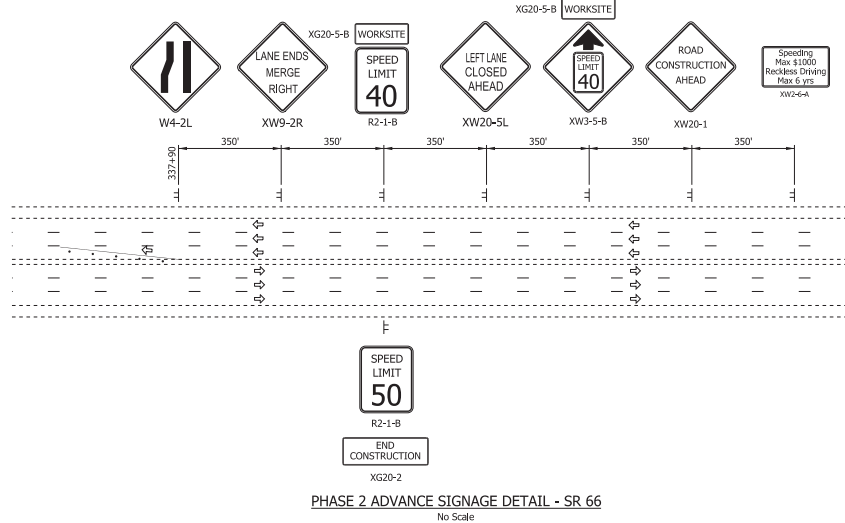 XG20-5-B
WORKSITE
XG20-5-B
WORKSITE
LANE ENDS
MERGE
RIGHT
SPEED
LIMIT
40
LEFT LANE
CLOSED
AHEAD
SPEED
LIMIT
40
ROAD
CONSTRUCTION
AHEAD
Speeding
Max $1000
Reckless Driving
Max 6 yrs
W4-2L
XW9-2R
R2-1-B
XW20-5L
XW3-5-B
XW20-1
XW2-6-A
337+90
350' 350' 350' 350' 350' 350'
SPEED
LIMIT
50
R2-1-B
END
CONSTRUCTION
XG20-2
PHASE 2 ADVANCE SIGNAGE DETAIL - SR 66
No Scale